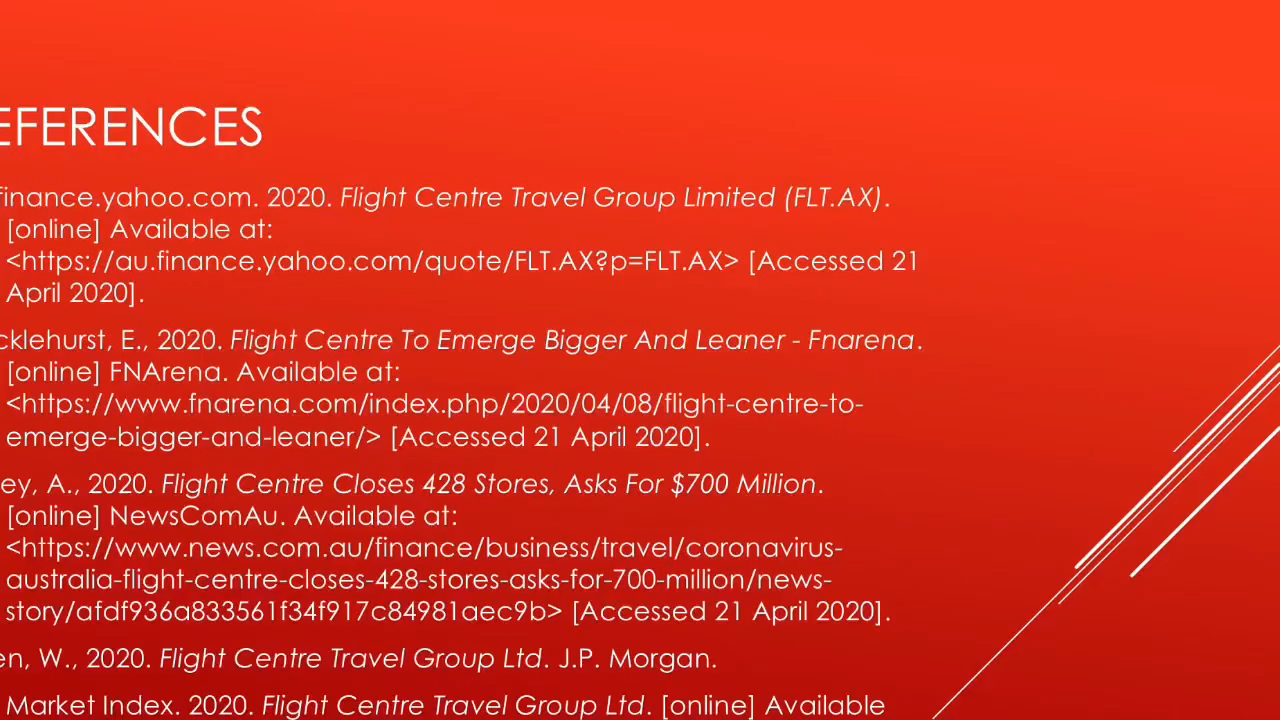 EFERENCES
finance.yahoo.com. 2020. Flight Centre Travel Group Limited (FLT.AX).
[online] Available at:
<https://au.finance.yahoo.com/quote/FLT.AX?p=FLT.AX> [Accessed 21
April 2020].
cklehurst, E., 2020. Flight Centre To Emerge Bigger And Leaner - Fnarena.
[online] FNArena. Available at:
<https://www.fnarena.com/index.php/2020/04/08/flight-centre-to-
emerge-bigger-and-leaner/> [Accessed 21 April 2020].
ey, A., 2020. Flight Centre Closes 428 Stores, Asks For $700 Million.
[online] NewsComAu. Available at:
<https://www.news.com.au/finance/business/travel/coronavirus-
australia-flight-centre-closes-428-stores-asks-for-700-million/news-
story/afdf936a833561f34f917c84981aec9b> [Accessed 21 April 2020].
en, W., 2020. Flight Centre Travel Group Ltd. J.P. Morgan.
Market Index. 2020. Flight Centre Travel Group Ltd. [online] Available